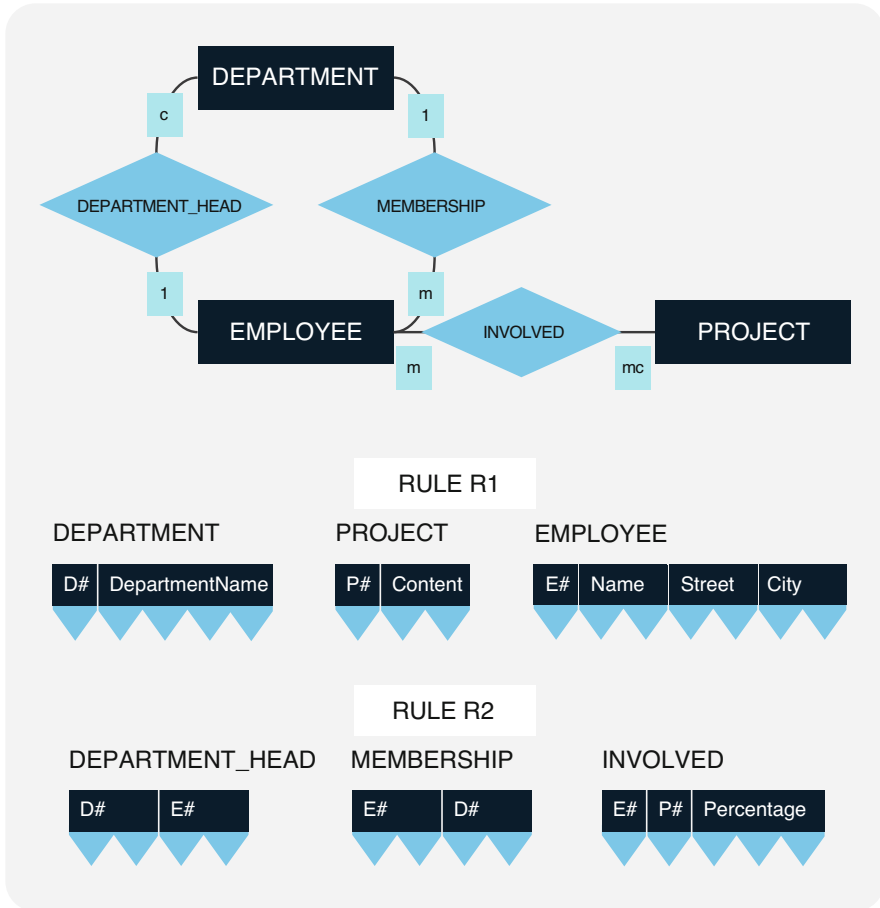 DEPARTMENT
c
1
DEPARTMENT_HEAD
MEMBERSHIP
1
m
EMPLOYEE
INVOLVED
PROJECT
m
mc
RULE R1
DEPARTMENT
PROJECT
EMPLOYEE
D# DepartmentName
P# Content
E# Name Street City
RULE R2
DEPARTMENT_HEAD
MEMBERSHIP
INVOLVED
D# E#
E# D#
E# P# Percentage